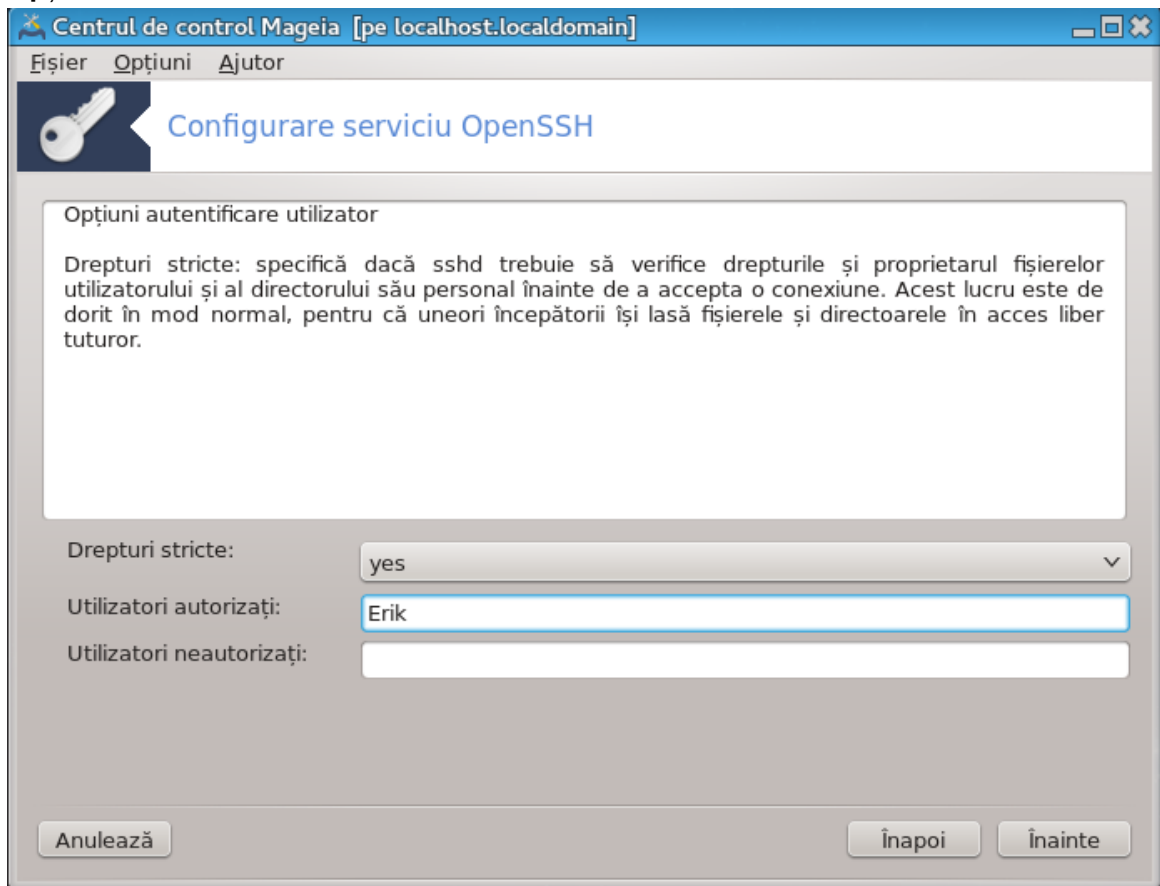 Centrul de control Mageia [pe localhost.localdomain]
Fișier Opțiuni Ajutor
Configurare serviciu OpenSSH
Opțiuni autentificare utilizator
Drepturi stricte: specifică dacă sshd trebuie să verifice drepturile și proprietarul fișierelor
utilizatorului și al directorului său personal înainte de a accepta o conexiune. Acest lucru este de
dorit în mod normal, pentru că uneori începătorii își lasă fișierele și directoarele în acces liber
tuturor.
Drepturi stricte:
yes
Utilizatori autorizați:
Erik
Utilizatori neautorizați:
Anulează
Înapoi
Înainte